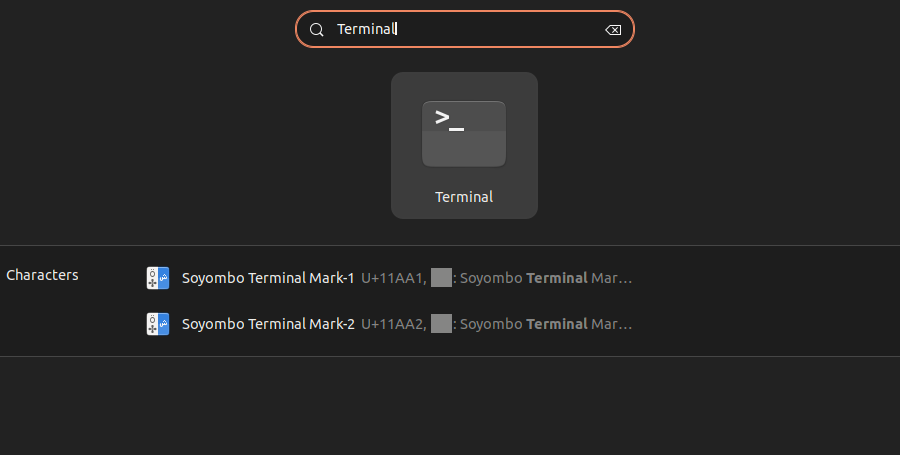 Terminal
>_
Terminal
Characters
Soyombo Terminal Mark-1 U+11AA1, : Soyombo Terminal Mar…
Soyombo Terminal Mark-2 U+11AA2, : Soyombo Terminal Mar…